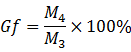 Gf = M₄/M₃ × 100%